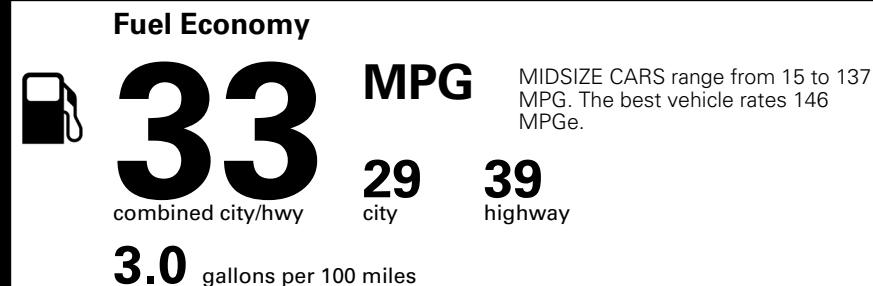 Fuel Economy
33
MPG
MIDSIZE CARS range from 15 to 137
MPG. The best vehicle rates 146
MPGe.
combined city/hwy
29
city
39
highway
3.0 gallons per 100 miles